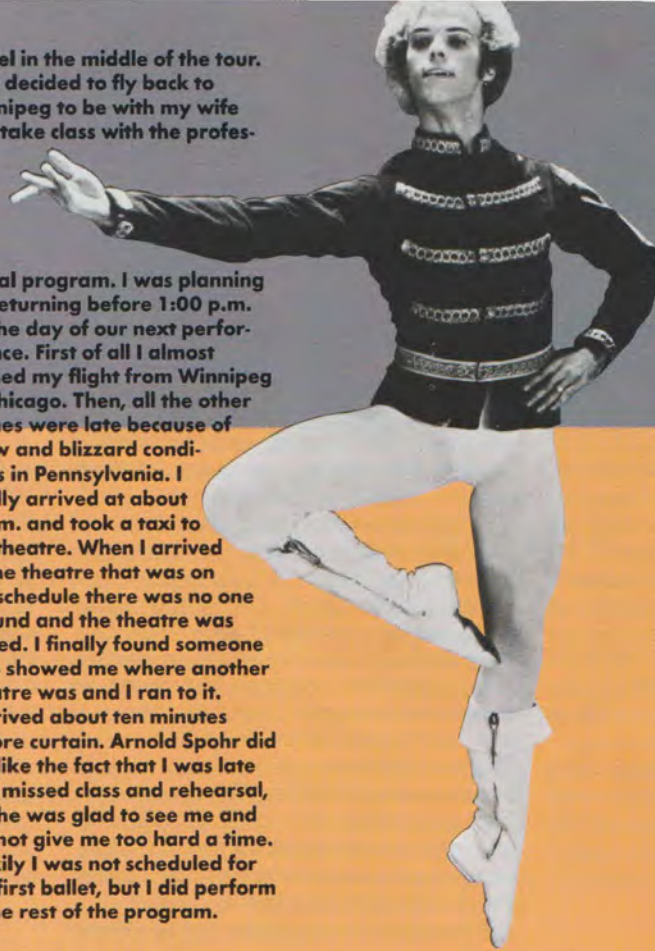 el in the middle of the tour.
decided to fly back to
nipeg to be with my wife
take class with the profes-
al program. I was planning
eturning before 1:00 p.m.
he day of our next perfor-
nce. First of all I almost
sed my flight from Winnipeg
hicago. Then, all the other
es were late because of
w and blizzard condi-
s in Pennsylvania. I
lly arrived at about
.m. and took a taxi to
theatre. When I arrived
he theatre that was on
schedule there was no one
und and the theatre was
ed. I finally found someone
showed me where another
atre was and I ran to it.
rived about ten minutes
ore curtain. Arnold Spohr did
like the fact that I was late
missed class and rehearsal,
he was glad to see me and
not give me too hard a time.
kily I was not scheduled for
first ballet, but I did perform
he rest of the program.